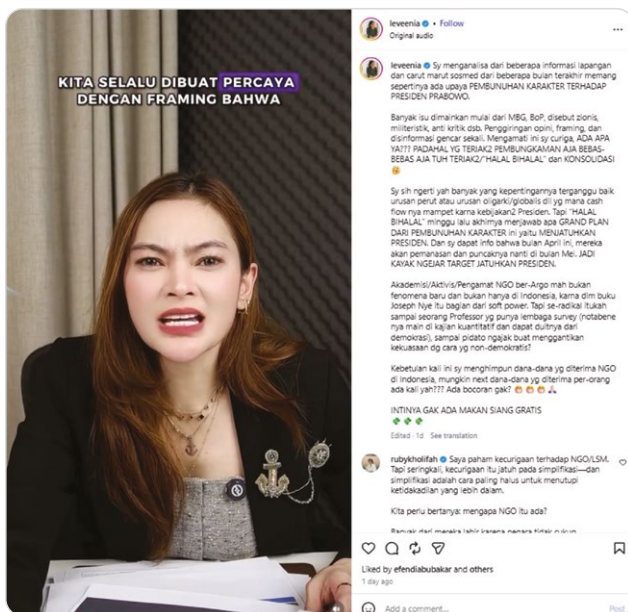 KITA SELALU DIBUAT PERCAYA
DENGAN FRAMING BAHWA
leveenia • Follow
Original audio
leveenia Sy menganalisa dari beberapa informasi lapangan
dan carut marut sosmed dari beberapa bulan terakhir memang
sepertinya ada upaya PEMBUNUHAN KARAKTER TERHADAP
PRESIDEN PRABOWO.
Banyak isu dimainkan mulai dari MBG, BoP, disebut zionis,
militeristik, anti kritik dsb. Penggiringan opini, framing, dan
disinformasi gencar sekali. Mengamati ini sy curiga, ADA APA
YA??? PADAHAL YG TERIAK2 PEMBUNGKAMAN AJA BEBAS-
BEBAS AJA TUH TERIAK2/"HALAL BIHALAL" dan KONSOLIDASI
Sy sih ngerti yah banyak yang kepentingannya terganggu baik
urusan perut atau urusan oligarki/globalis dll yg mana cash
flow nya mampet karna kebijakan2 Presiden. Tapi "HALAL
BIHALAL" minggu lalu akhirnya menjawab apa GRAND PLAN
DARI PEMBUNUHAN KARAKTER ini yaitu MENJATUHKAN
PRESIDEN. Dan sy dapat info bahwa bulan April ini, mereka
akan pemanasan dan puncaknya nanti di bulan Mei. JADI
KAYAK NGEJAR TARGET JATUHKAN PRESIDEN.
Akademisi/Aktivis/Pengamat NGO ber-Argo mah bukan
fenomena baru dan bukan hanya di Indonesia, karna dlm buku
Joseph Nye itu bagian dari soft power. Tapi se-radikal itukah
sampai seorang Professor yg punya lembaga survey (notabene
nya main di kajian kuantitatif dan dapat duitnya dari
demokrasi), sampai pidato ngajak buat menggantikan
kekuasaan dg cara yg non-demokratis?
Kebetulan kali ini sy menghimpun dana-dana yg diterima NGO
di Indonesia, mungkin next dana-dana yg diterima per-orang
ada kali yah??? Ada bocoran gak?
INTINYA GAK ADA MAKAN SIANG GRATIS
Edited · 1d See translation
rubykholifah Saya paham kecurigaan terhadap NGO/LSM.
Tapi seringkali, kecurigaan itu jatuh pada simplifikasi—dan
simplifikasi adalah cara paling halus untuk menutupi
ketidakadilan yang lebih dalam.
Kita perlu bertanya: mengapa NGO itu ada?
Banyak dari mereka lahir karena negara tidak cukup
Liked by efendiabubakar and others
1 day ago
Add a comment...
Post